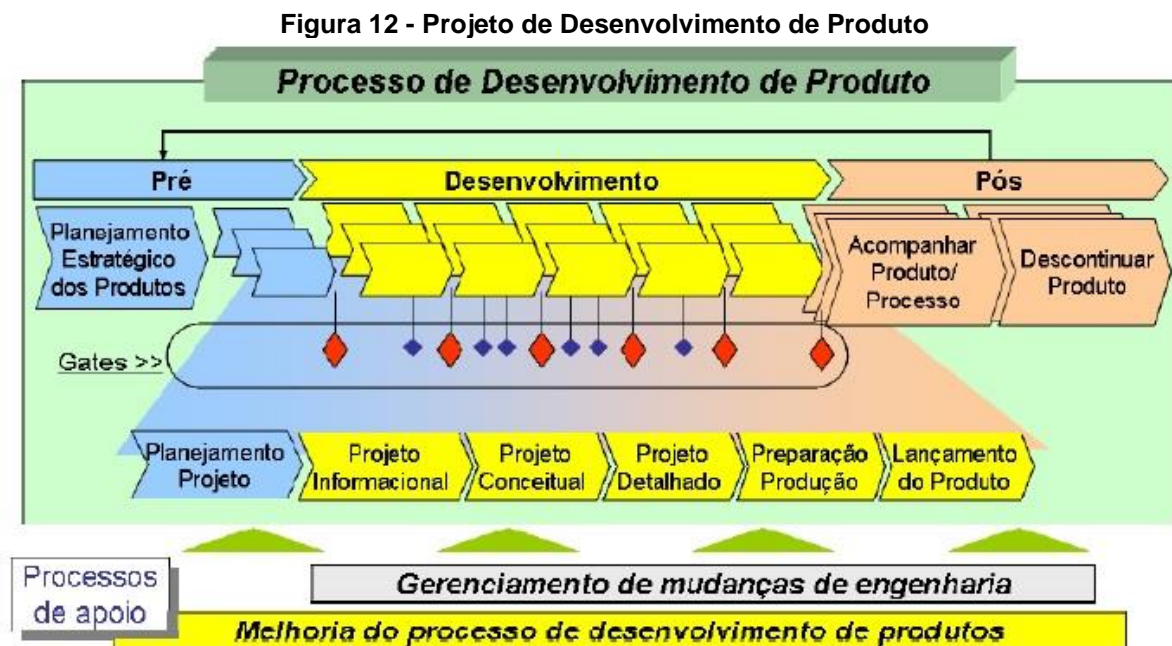 Figura 12 - Projeto de Desenvolvimento de Produto
Processo de Desenvolvimento de Produto
Pré
Desenvolvimento
Pós
Planejamento
Estratégico
dos Produtos
Acompanhar
Produto/
Processo
Descontinuar
Produto
Gates >>
Planejamento
Projeto
Projeto
Informacional
Projeto
Conceitual
Projeto
Detalhado
Preparação
Produção
Lançamento
do Produto
Processos
de apoio
Gerenciamento de mudanças de engenharia
Melhoria do processo de desenvolvimento de produtos